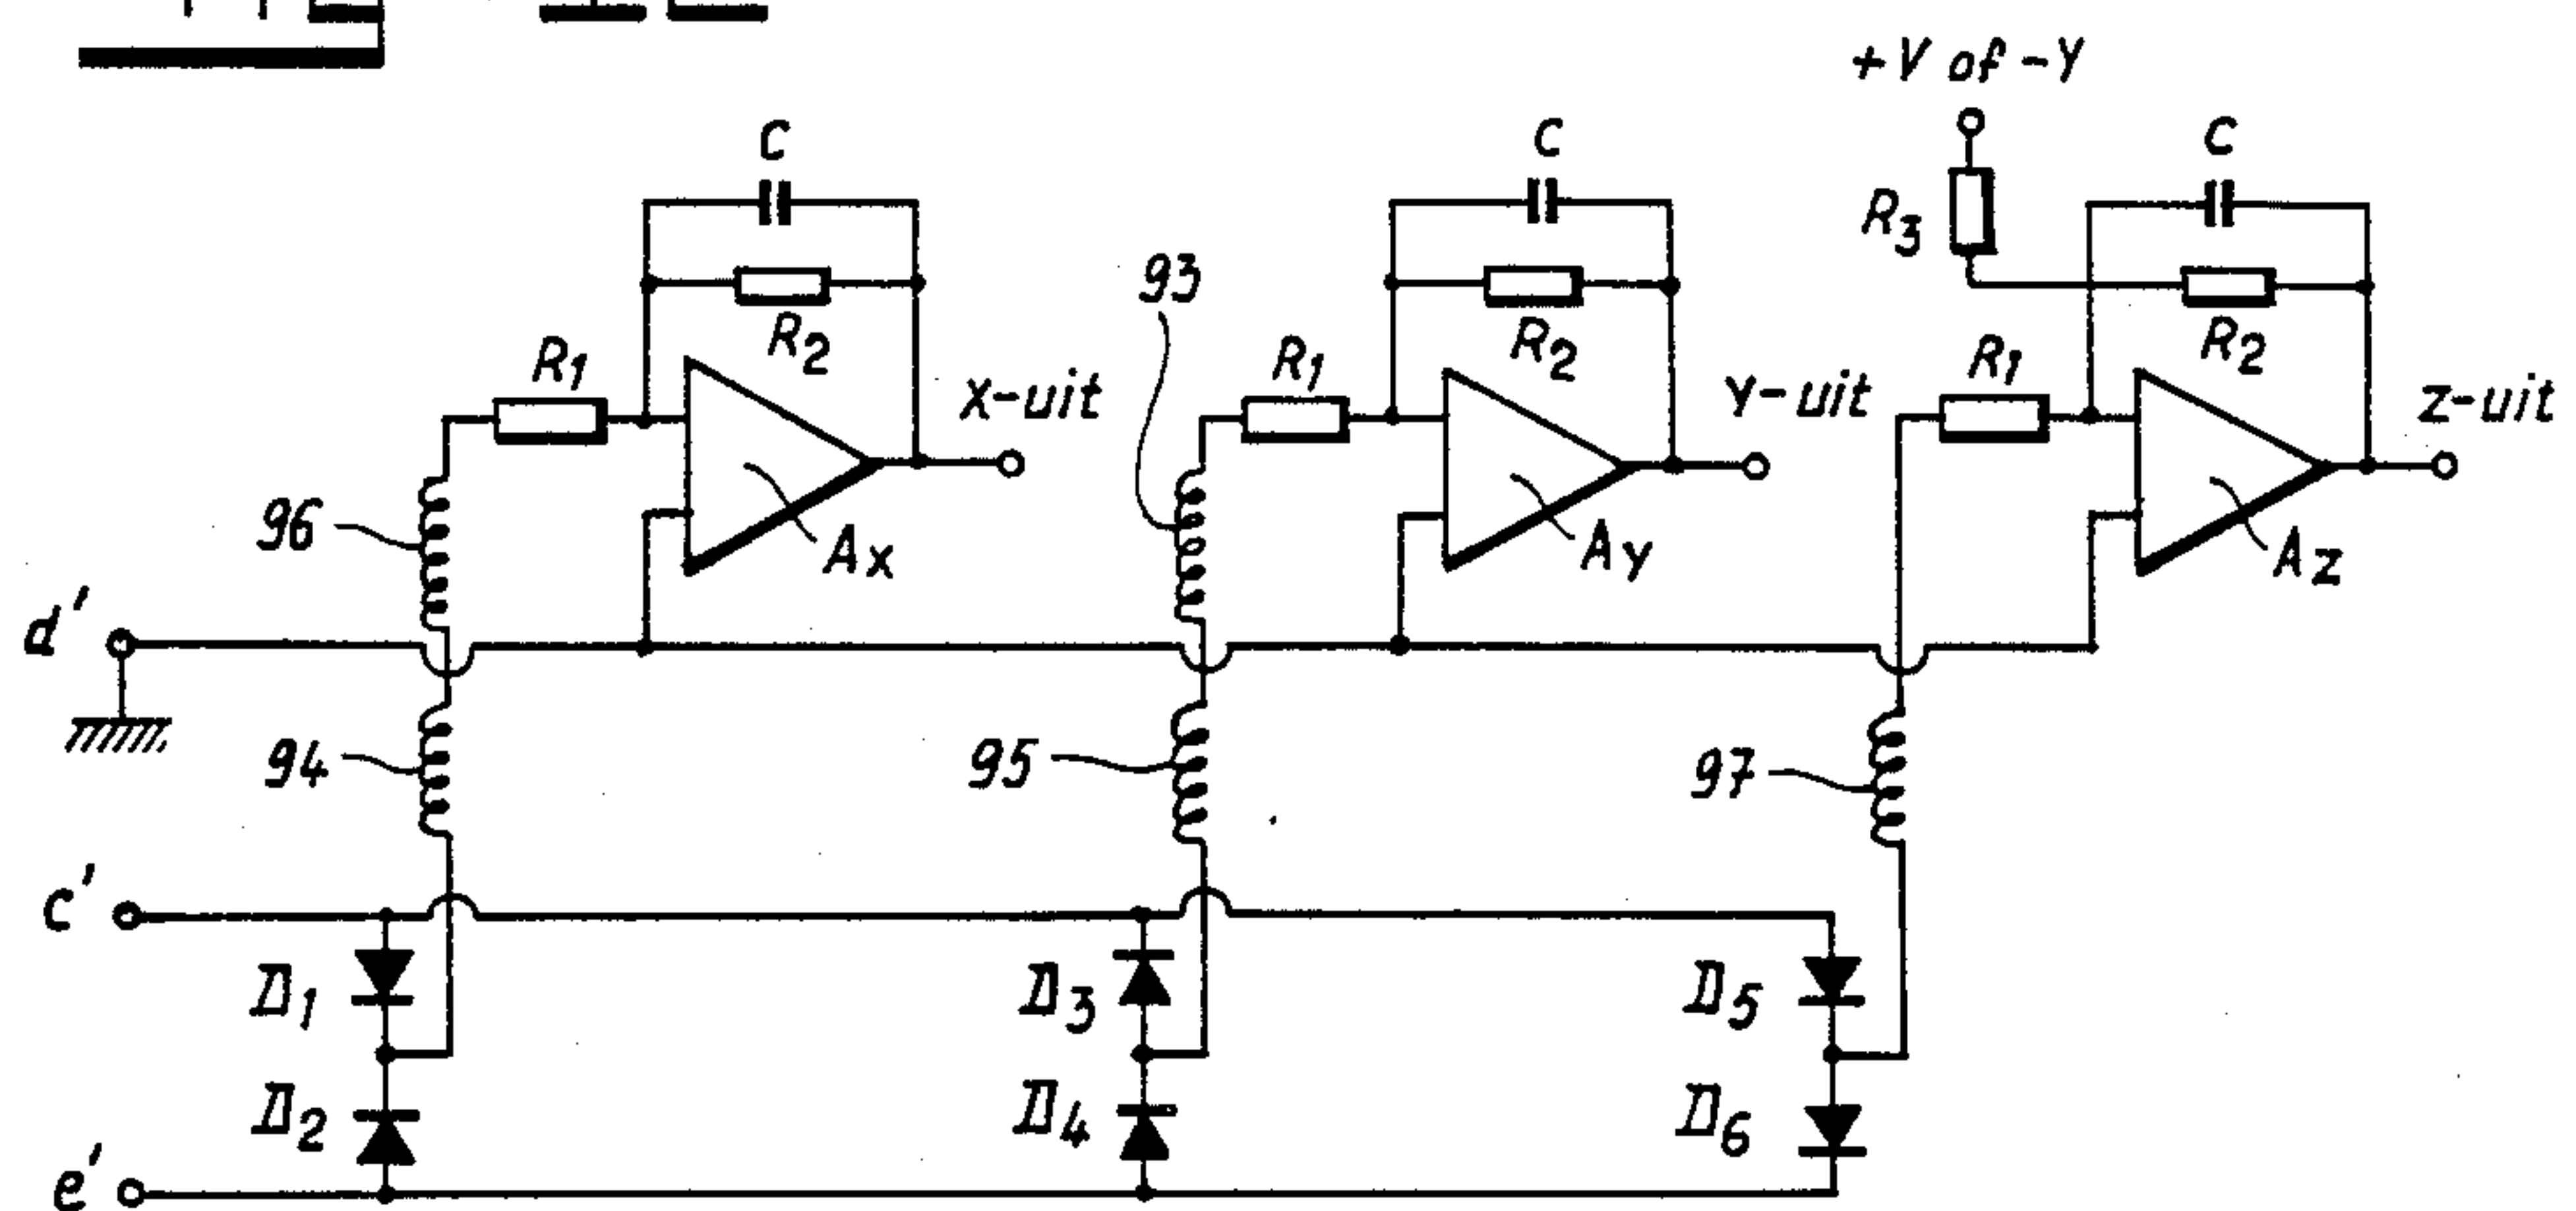 +V of -Y
C
C
C
R3
93
R2
R2
R2
R1
R1
R1
X-uit
Y-uit
Z-uit
96
AX
AY
AZ
d'
94
95
97
c'
D1
D3
D5
D2
D4
D6
e'